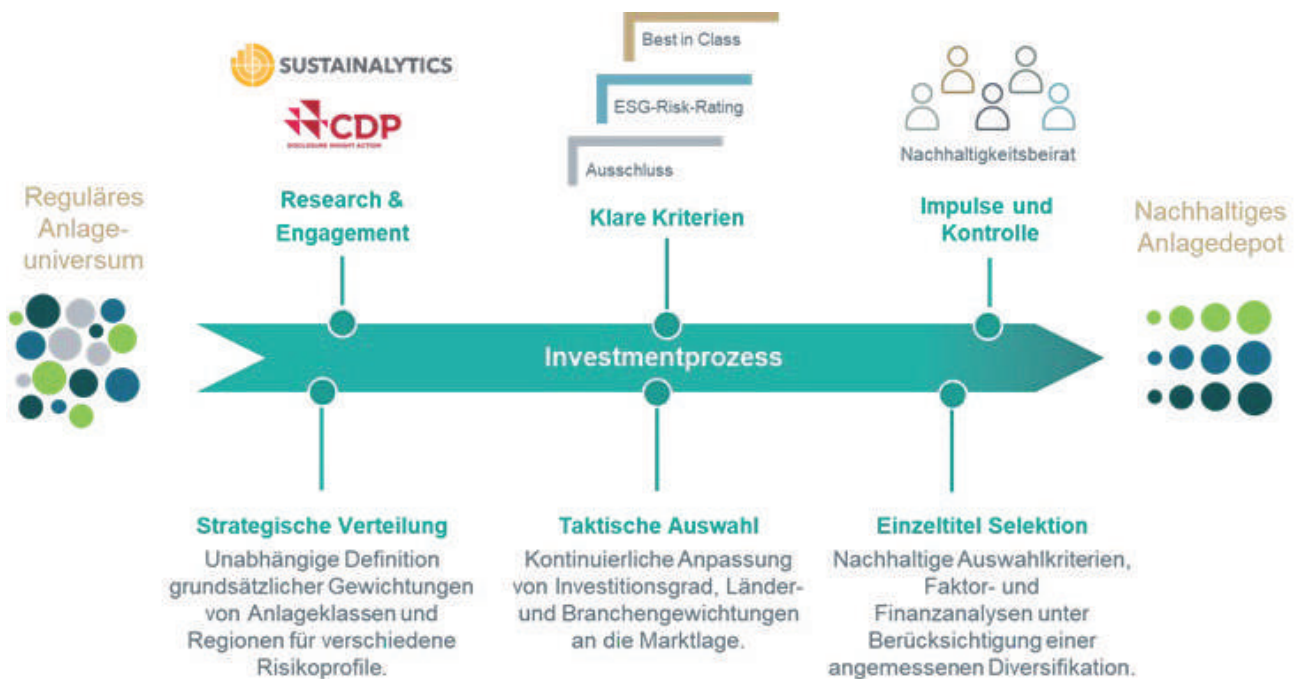 Best in Class
SUSTAINALYTICS
ESG-Risk-Rating
CDP
DISCLOSURE INSIGHT ACTION
Ausschluss
Nachhaltigkeitsbeirat
Reguläres
Anlage-
universum
Research &
Engagement
Klare Kriterien
Impulse und
Kontrolle
Nachhaltiges
Anlagedepot
Investmentprozess
Strategische Verteilung
Unabhängige Definition
grundsätzlicher Gewichtungen
von Anlageklassen und
Regionen für verschiedene
Risikoprofile.
Taktische Auswahl
Kontinuierliche Anpassung
von Investitionsgrad, Länder-
und Branchengewichtungen
an die Marktlage.
Einzeltitel Selektion
Nachhaltige Auswahlkriterien,
Faktor- und
Finanzanalysen unter
Berücksichtigung einer
angemessenen Diversifikation.